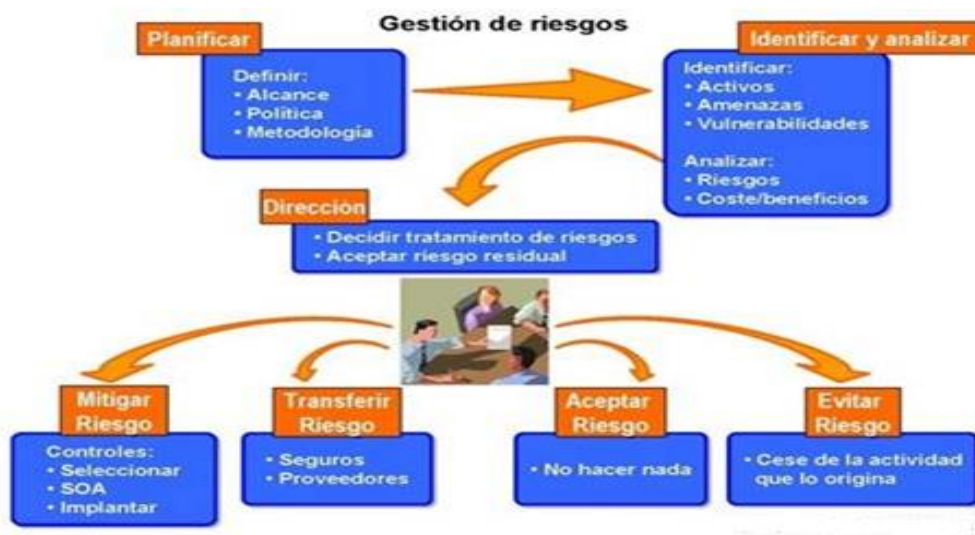 Gestión de riesgos
Planificar
Definir:
• Alcance
• Política
• Metodología
Identificar y analizar
Identificar:
• Activos
• Amenazas
• Vulnerabilidades
Analizar:
• Riesgos
• Coste/beneficios
Dirección
• Decidir tratamiento de riesgos
• Aceptar riesgo residual
Mitigar
Riesgo
Controles:
• Seleccionar
• SOA
• Implantar
Transferir
Riesgo
• Seguros
• Proveedores
Aceptar
Riesgo
• No hacer nada
Evitar
Riesgo
• Cese de la actividad
que lo origina